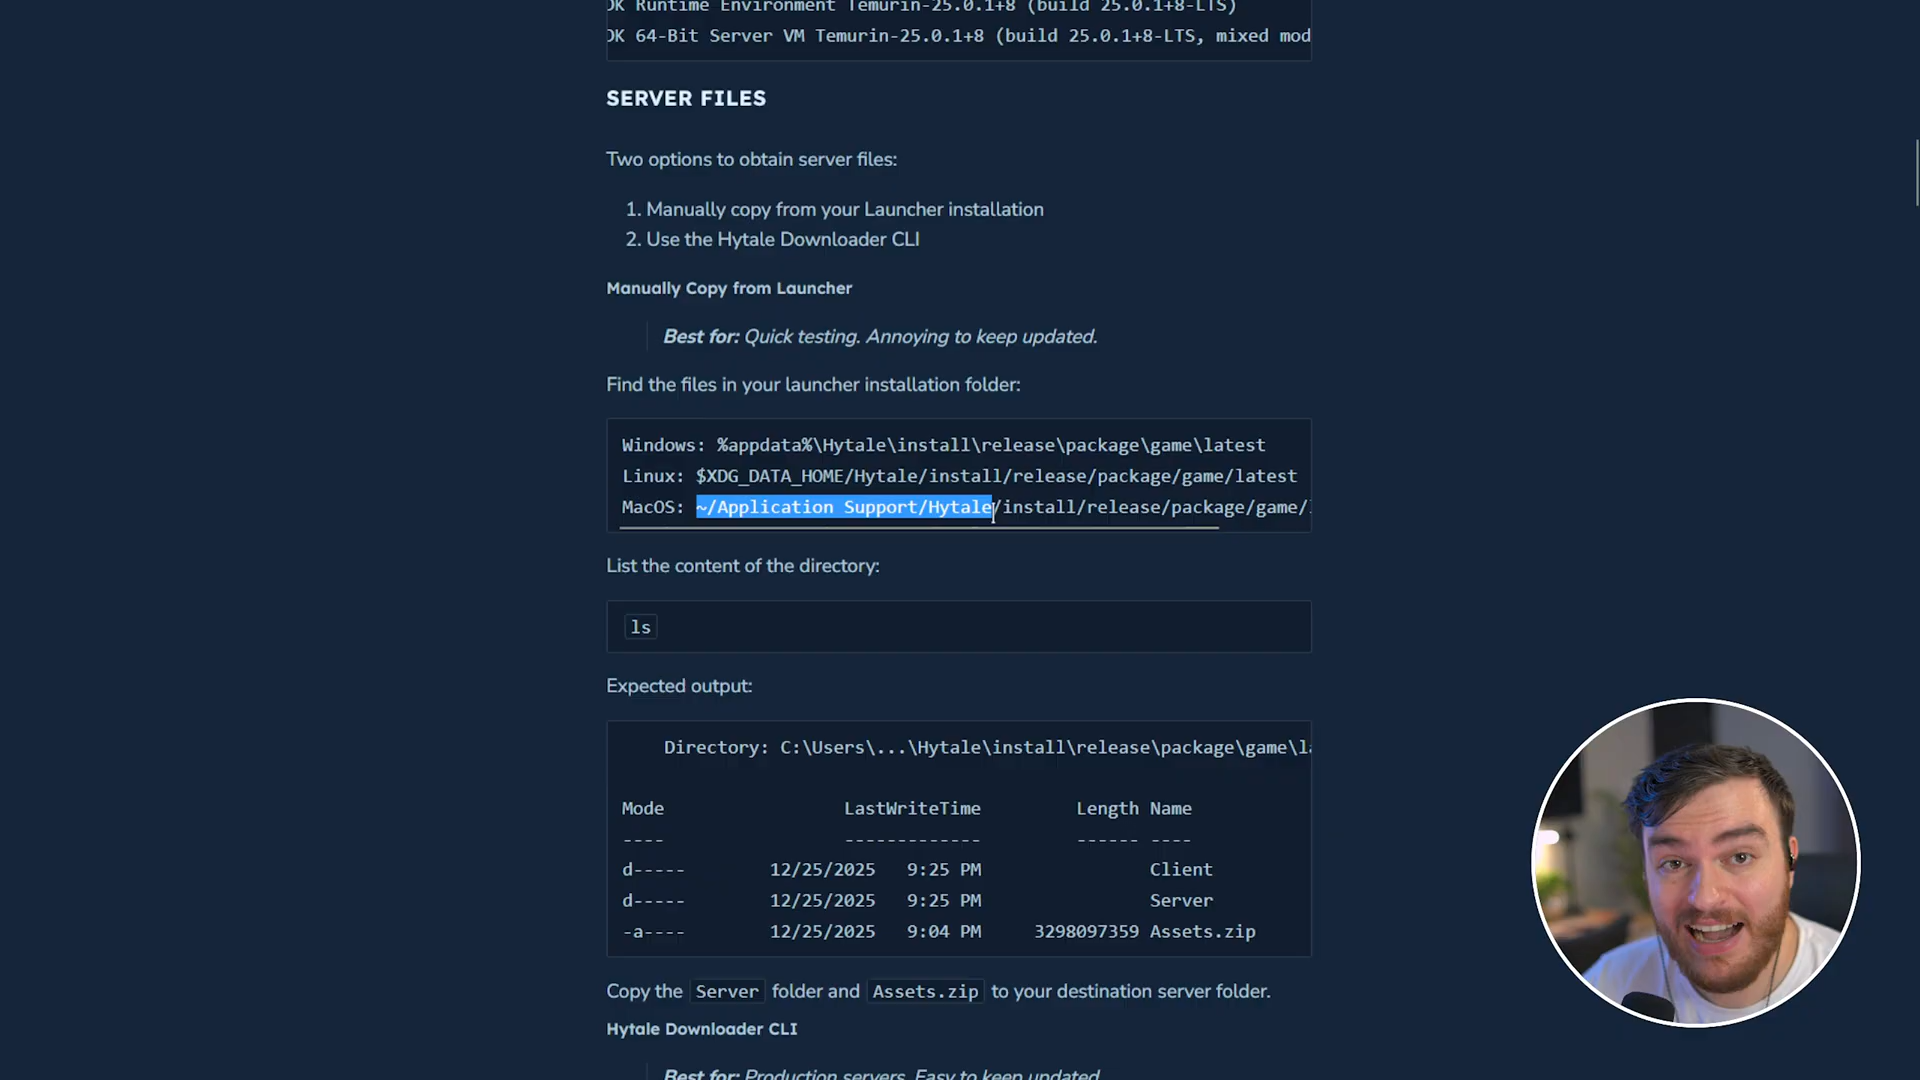 DK Runtime Environment Temurin-25.0.1+8 (build 25.0.1+8-LTS)
DK 64-Bit Server VM Temurin-25.0.1+8 (build 25.0.1+8-LTS, mixed mod
SERVER FILES
Two options to obtain server files:
1. Manually copy from your Launcher installation
2. Use the Hytale Downloader CLI
Manually Copy from Launcher
Best for: Quick testing. Annoying to keep updated.
Find the files in your launcher installation folder:
Windows: %appdata%\Hytale\install\release\package\game\latest
Linux: $XDG_DATA_HOME/Hytale/install/release/package/game/latest
MacOS: ~/Application Support/Hytale/install/release/package/game/
List the content of the directory:
ls
Expected output:
Directory: C:\Users\...\Hytale\install\release\package\game\la
Mode LastWriteTime Length Name
---- ------------- ------ ----
d----- 12/25/2025 9:25 PM Client
d----- 12/25/2025 9:25 PM Server
-a---- 12/25/2025 9:04 PM 3298097359 Assets.zip
Copy the Server folder and Assets.zip to your destination server folder.
Hytale Downloader CLI
Best for: Production servers. Easy to keep updated.